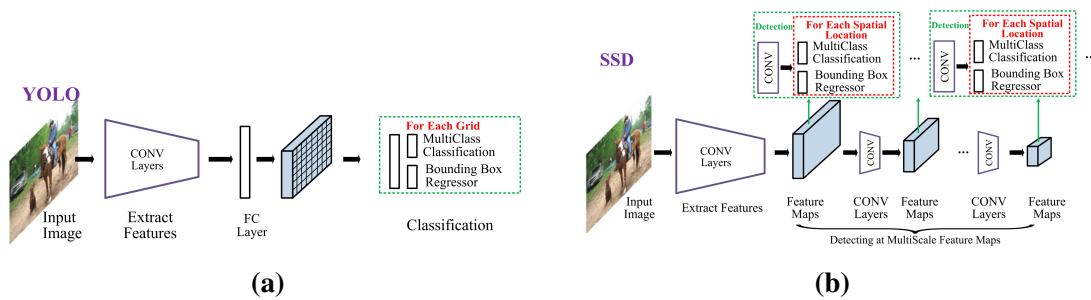 YOLO
CONV
Layers
For Each Grid
MultiClass
Classification
Bounding Box
Regressor
Input
Image
Extract
Features
FC
Layer
Classification
(a)
SSD
Detection
For Each Spatial
Location
CONV
MultiClass
Classification
Bounding Box
Regressor
...
Detection
For Each Spatial
Location
CONV
MultiClass
Classification
Bounding Box
Regressor
...
CONV
Layers
CONV
...
CONV
Input
Image
Extract Features
Feature
Maps
CONV
Layers
Feature
Maps
CONV
Layers
Feature
Maps
Detecting at MultiScale Feature Maps
(b)